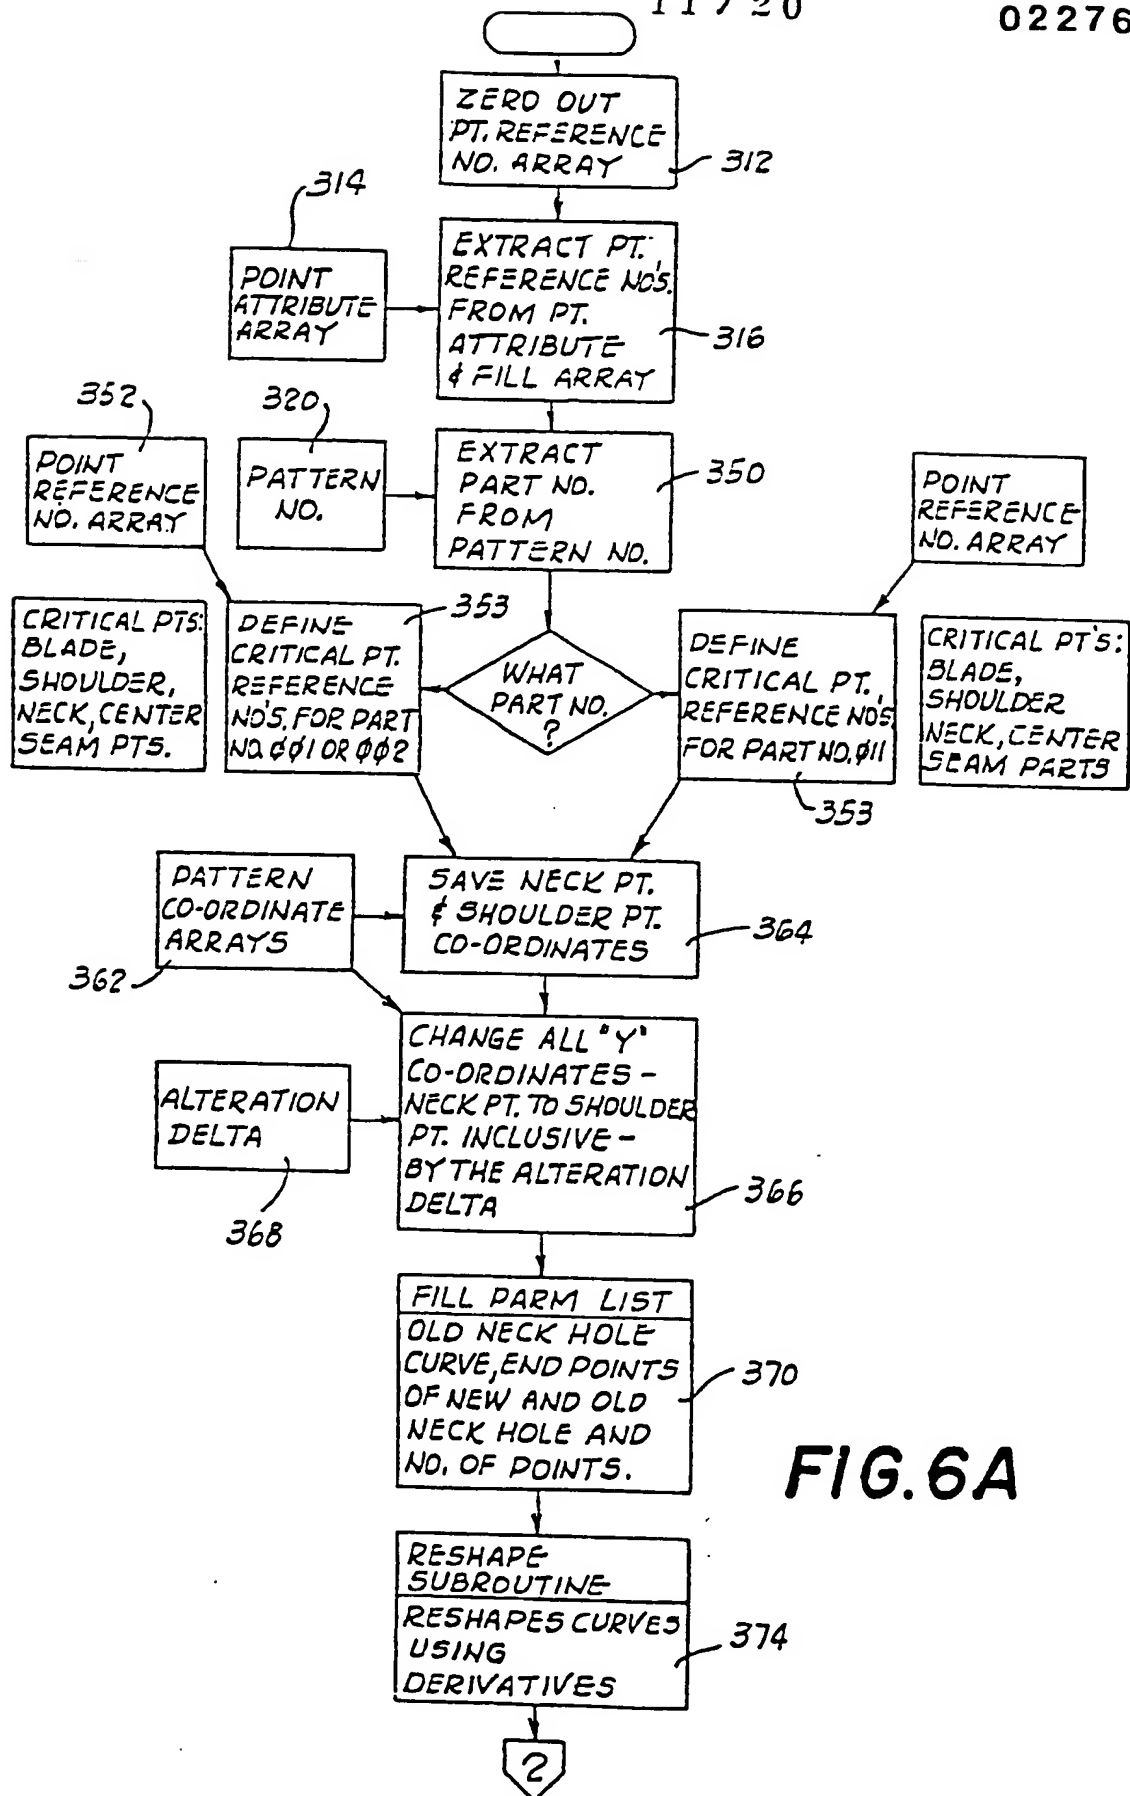 11/20
02276
ZERO OUT
PT. REFERENCE
NO. ARRAY
312
314
POINT
ATTRIBUTE
ARRAY
EXTRACT PT.
REFERENCE NO'S.
FROM PT.
ATTRIBUTE
& FILL ARRAY
316
352
POINT
REFERENCE
NO. ARRAY
320
PATTERN
NO.
EXTRACT
PART NO.
FROM
PATTERN NO.
350
POINT
REFERENCE
NO. ARRAY
CRITICAL PTS:
BLADE,
SHOULDER,
NECK, CENTER
SEAM PTS.
353
DEFINE
CRITICAL PT.
REFERENCE
NO'S. FOR PART
NO. ØØ1 OR ØØ2
WHAT
PART NO.
?
DEFINE
CRITICAL PT.
REFERENCE NO'S
FOR PART NO. Ø11
353
CRITICAL PT'S:
BLADE,
SHOULDER
NECK, CENTER
SEAM PARTS
PATTERN
CO-ORDINATE
ARRAYS
362
SAVE NECK PT.
& SHOULDER PT.
CO-ORDINATES
364
ALTERATION
DELTA
368
CHANGE ALL "Y"
CO-ORDINATES -
NECK PT. TO SHOULDER
PT. INCLUSIVE -
BY THE ALTERATION
DELTA
366
FILL PARM LIST
OLD NECK HOLE
CURVE, END POINTS
OF NEW AND OLD
NECK HOLE AND
NO. OF POINTS.
370
FIG. 6A
RESHAPE
SUBROUTINE
RESHAPES CURVES
USING
DERIVATIVES
374
2